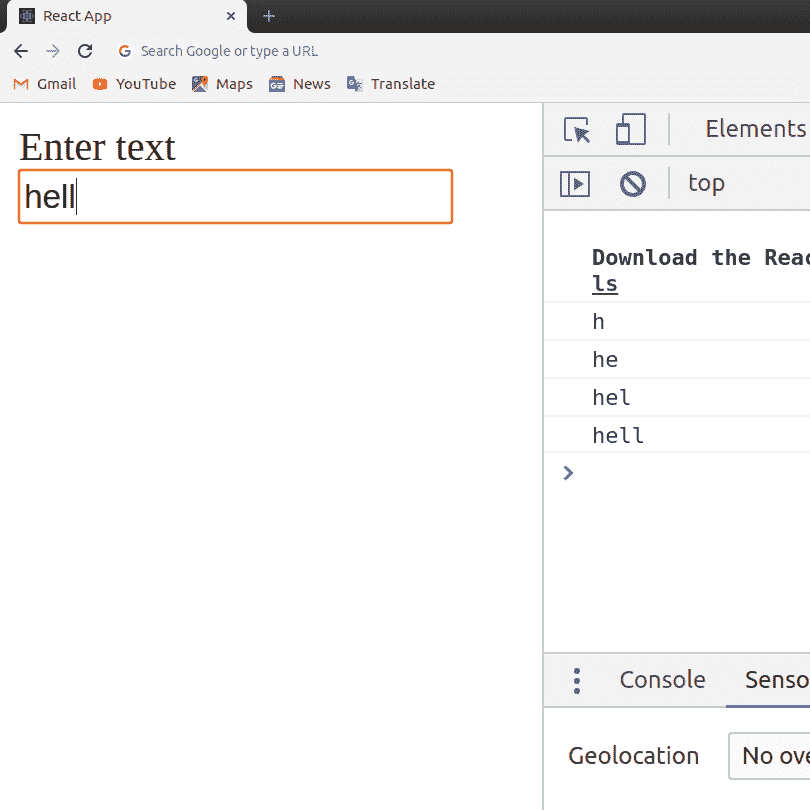 React App
Search Google or type a URL
Gmail YouTube Maps News Translate
Enter text
hell
Elements
top
Download the Reac
ls
h
he
hel
hell
Console Senso
Geolocation No ove